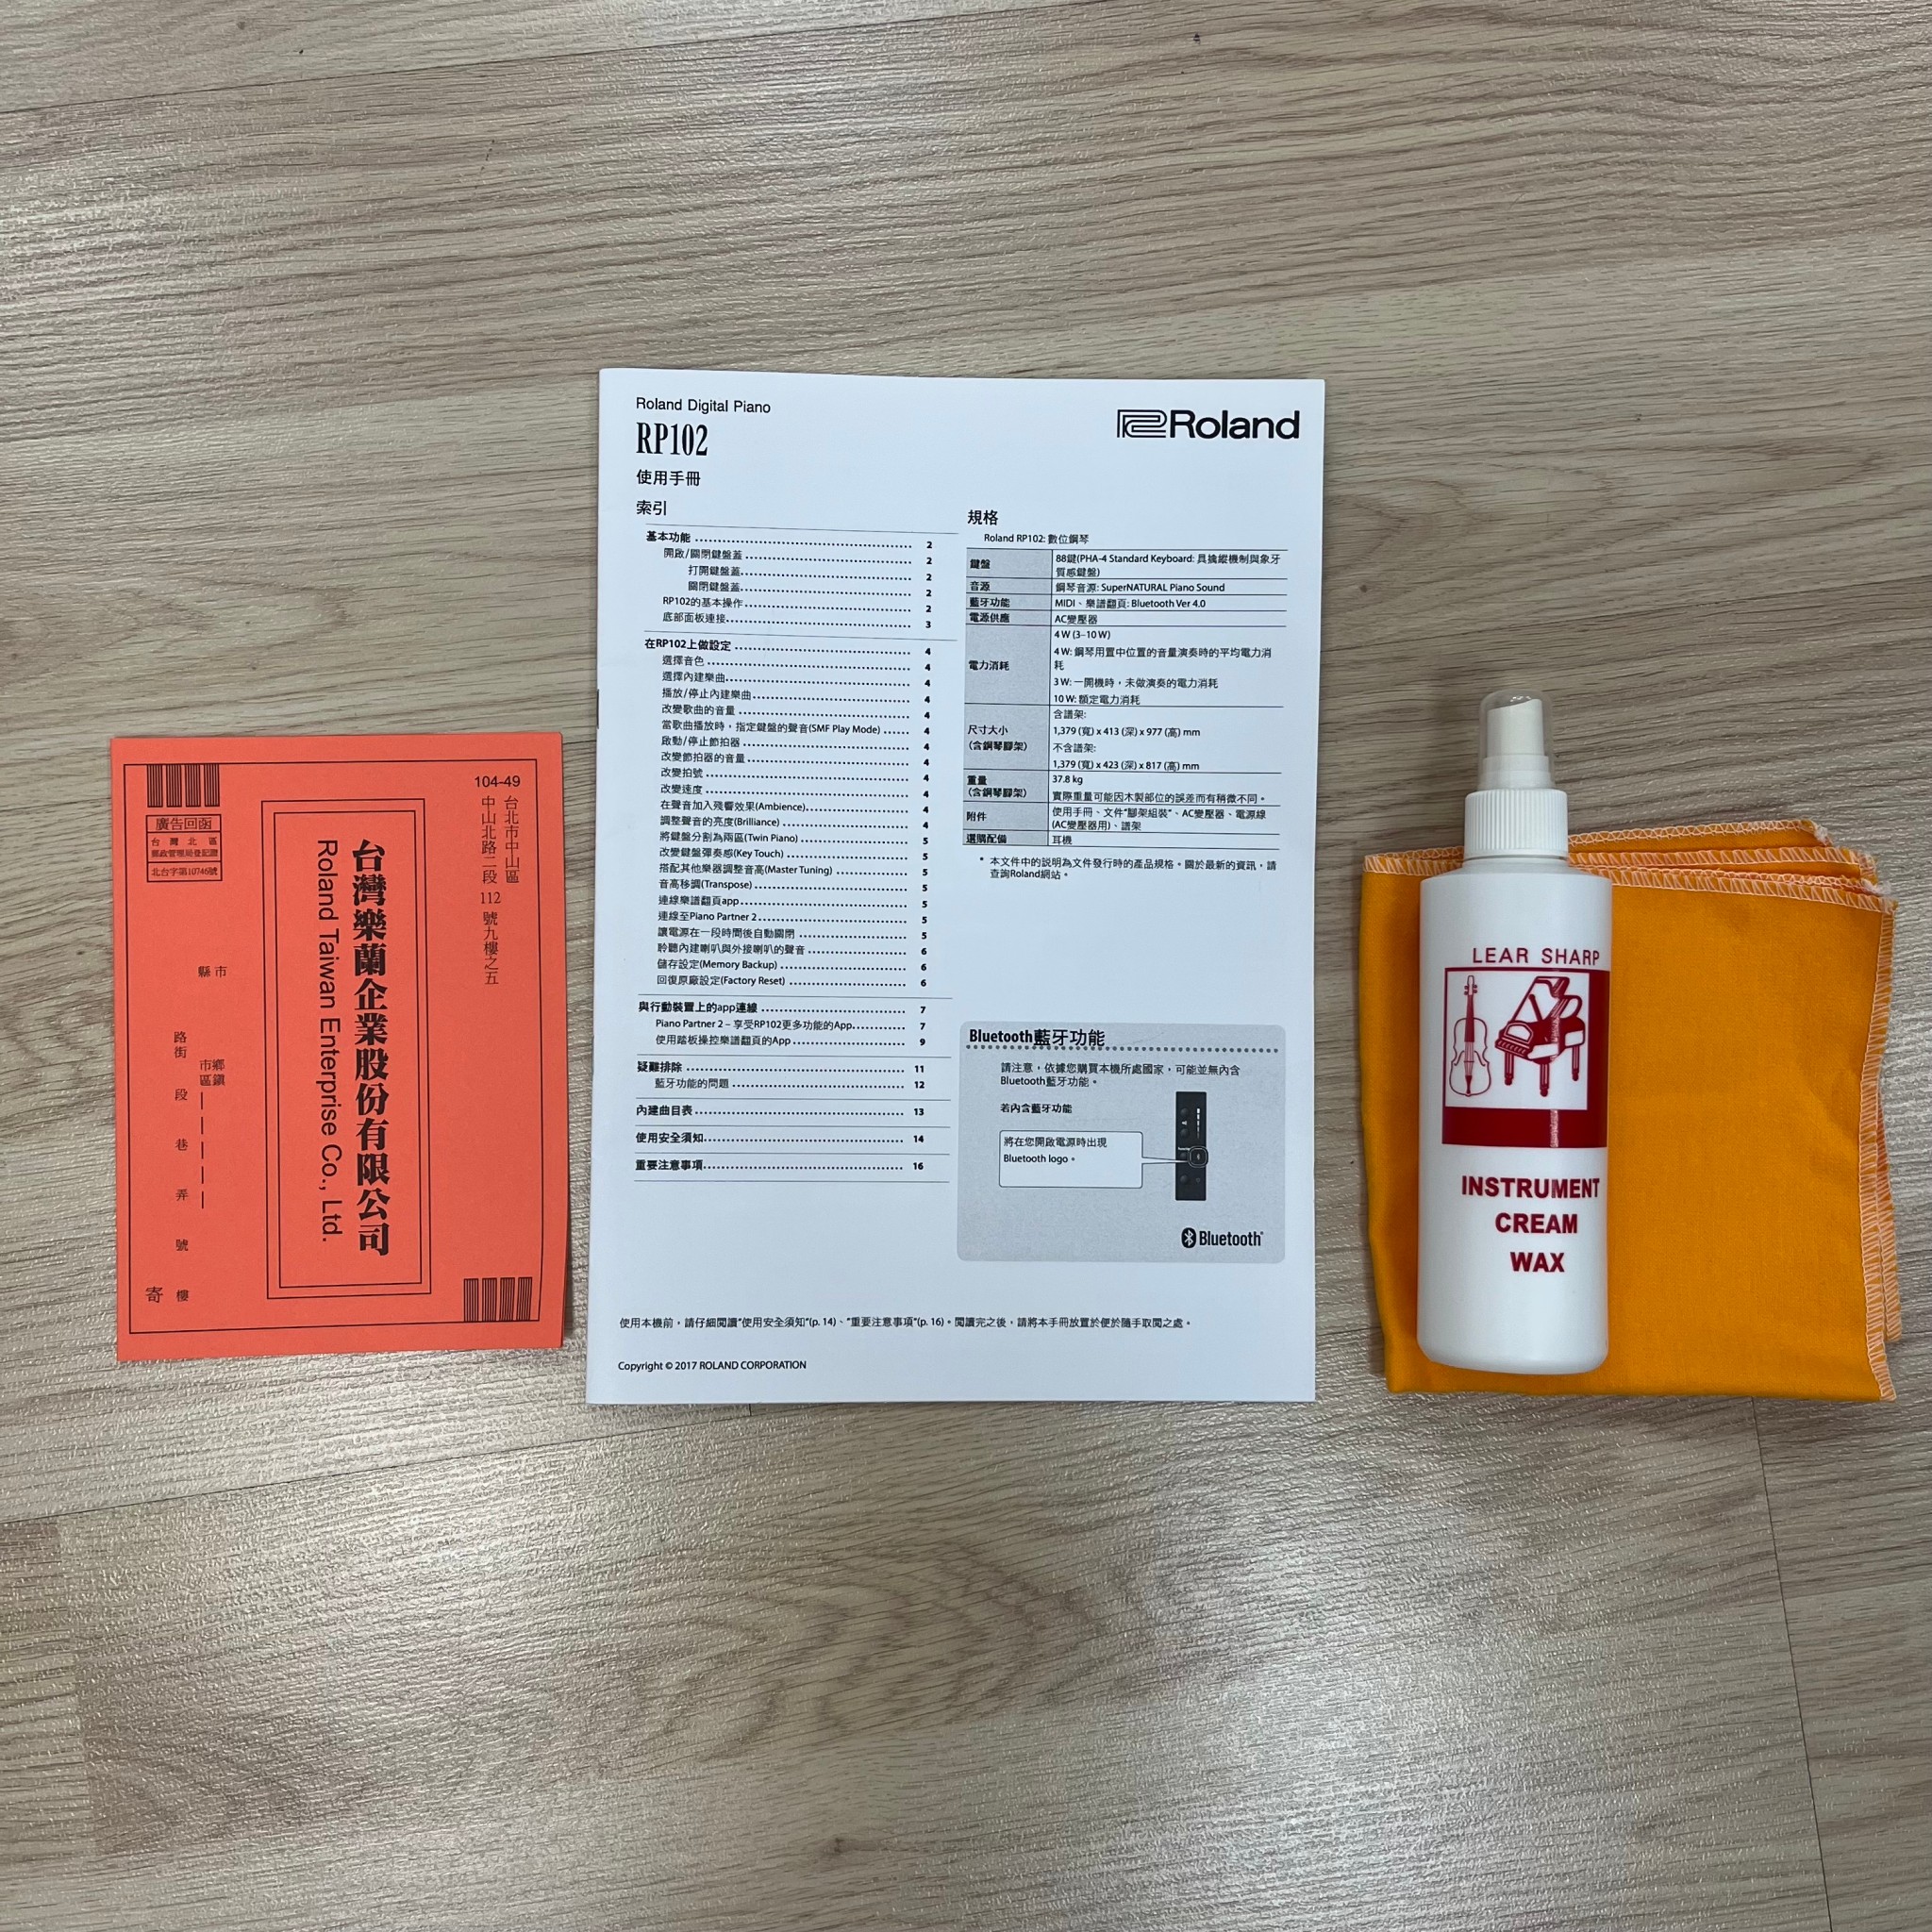 104-49
台北市中山區
中山北路二段112號九樓之五
台灣樂蘭企業股份有限公司
Roland Taiwan Enterprise Co., Ltd.
廣告回函
台灣北區
郵政管理局登記證
北台字第10746號
縣市
鄉鎮
市區
路街
段
巷
弄
號
樓
寄
Roland Digital Piano
RP102
Roland
使用手冊
索引
基本功能 2
開啟/關閉鍵盤蓋 2
打開鍵盤蓋 2
關閉鍵盤蓋 2
RP102的基本操作 2
底部面板連接 3
在RP102上做設定 4
選擇音色 4
選擇內建樂曲 4
播放/停止內建樂曲 4
改變歌曲的音量 4
當歌曲播放時，指定鍵盤的聲音(SMF Play Mode) 4
啟動/停止節拍器 4
改變節拍器的音量 4
改變拍號 4
改變速度 4
在聲音加入殘響效果(Ambience) 4
調整聲音的亮度(Brilliance) 4
將鍵盤分割為兩區(Twin Piano) 5
改變鍵盤彈奏感(Key Touch) 5
搭配其他樂器調整音高(Master Tuning) 5
音高移調(Transpose) 5
連線樂譜翻頁app 5
連線至Piano Partner 2 5
讓電源在一段時間後自動關閉 5
聆聽內建喇叭與外接喇叭的聲音 6
儲存設定(Memory Backup) 6
回復原廠設定(Factory Reset) 6
與行動裝置上的app連線 7
Piano Partner 2 – 享受RP102更多功能的App 7
使用踏板操控樂譜翻頁的App 9
疑難排除 11
藍牙功能的問題 12
內建曲目表 13
使用安全須知 14
重要注意事項 16
規格
Roland RP102: 數位鋼琴
鍵盤 88鍵(PHA-4 Standard Keyboard: 具擒縱機制與象牙
質感鍵盤)
音源 鋼琴音源: SuperNATURAL Piano Sound
藍牙功能 MIDI、樂譜翻頁: Bluetooth Ver 4.0
電源供應 AC變壓器
電力消耗 4 W (3–10 W)
4 W: 鋼琴用置中位置的音量演奏時的平均電力消
耗
3 W: 一開機時，未做演奏的電力消耗
10 W: 額定電力消耗
尺寸大小
(含鋼琴腳架)
含譜架:
1,379 (寬) x 413 (深) x 977 (高) mm
不含譜架:
1,379 (寬) x 423 (深) x 817 (高) mm
重量
(含鋼琴腳架)
37.8 kg
實際重量可能因木製部位的誤差而有稍微不同。
附件 使用手冊、文件"腳架組裝"、AC變壓器、電源線
(AC變壓器用)、譜架
選購配備 耳機
* 本文件中的説明為文件發行時的產品規格。關於最新的資訊，請
查詢Roland網站。
Bluetooth藍牙功能
請注意，依據您購買本機所處國家，可能並無內含
Bluetooth藍牙功能。
若內含藍牙功能
將在您開啟電源時出現
Bluetooth logo。
Bluetooth
使用本機前，請仔細閱讀"使用安全須知"(p. 14)、"重要注意事項"(p. 16)。閱讀完之後，請將本手冊放置於便於隨手取閱之處。
Copyright © 2017 ROLAND CORPORATION
LEAR SHARP
INSTRUMENT
CREAM
WAX